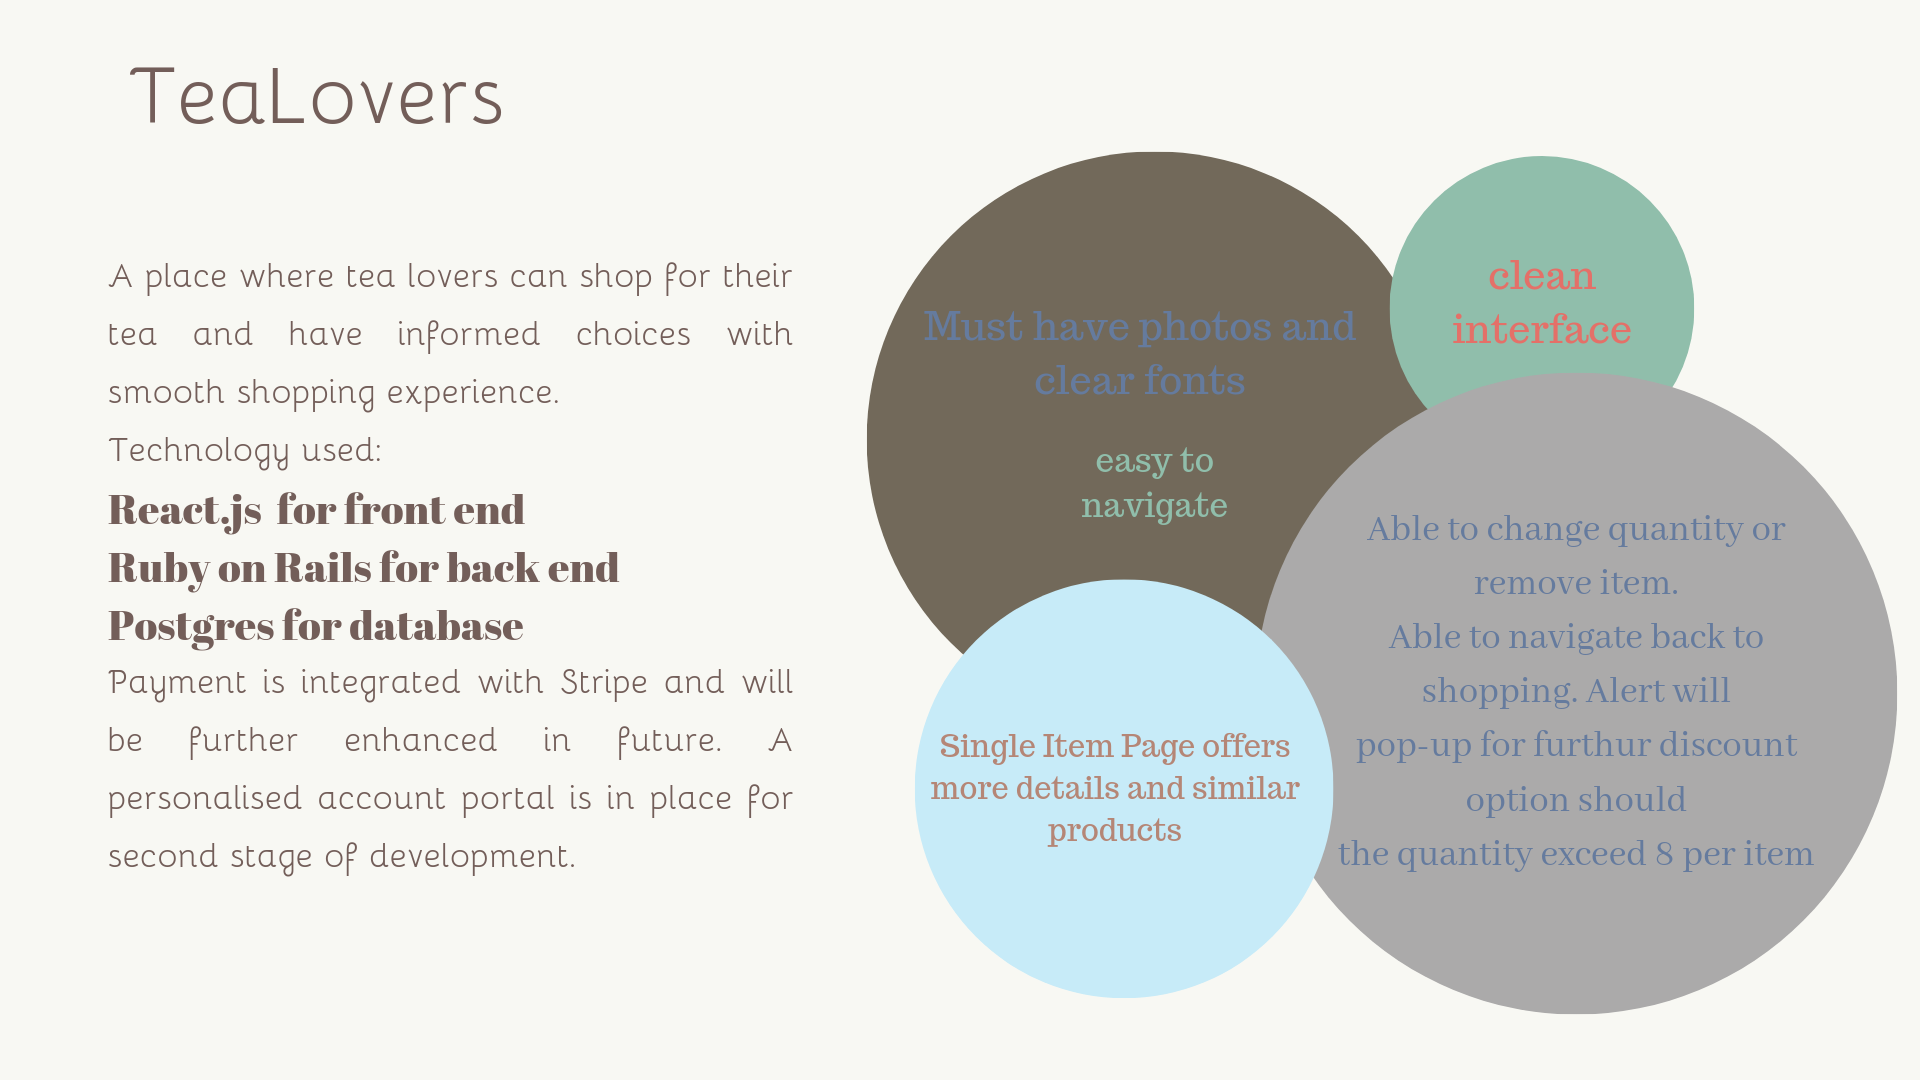 TeaLovers
A place where tea lovers can shop for their
tea and have informed choices with
smooth shopping experience.
Technology used:
React.js for front end
Ruby on Rails for back end
Postgres for database
Payment is integrated with Stripe and will
be further enhanced in future. A
personalised account portal is in place for
second stage of development.
Must have photos and
clear fonts
easy to
navigate
clean
interface
Able to change quantity or
remove item.
Able to navigate back to
shopping. Alert will
pop-up for furthur discount
option should
the quantity exceed 8 per item
Single Item Page offers
more details and similar
products